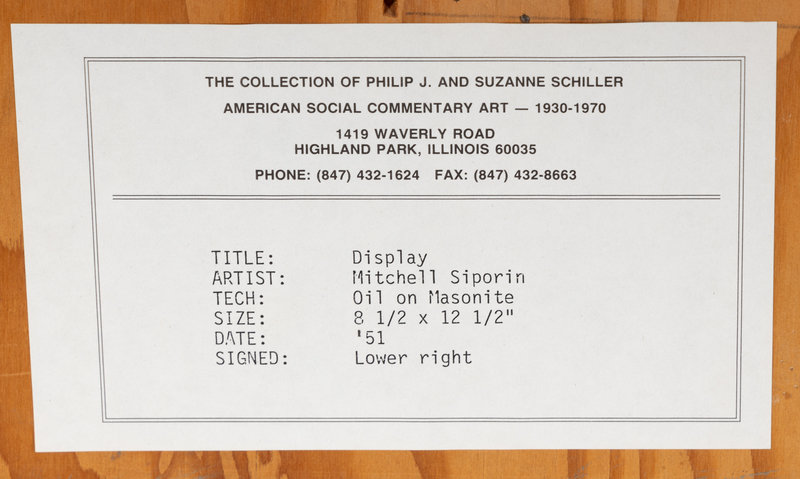 THE COLLECTION OF PHILIP J. AND SUZANNE SCHILLER
AMERICAN SOCIAL COMMENTARY ART — 1930-1970
1419 WAVERLY ROAD
HIGHLAND PARK, ILLINOIS 60035
PHONE: (847) 432-1624 FAX: (847) 432-8663
TITLE: Display
ARTIST: Mitchell Siporin
TECH: Oil on Masonite
SIZE: 8 1/2 x 12 1/2"
DATE: '51
SIGNED: Lower right